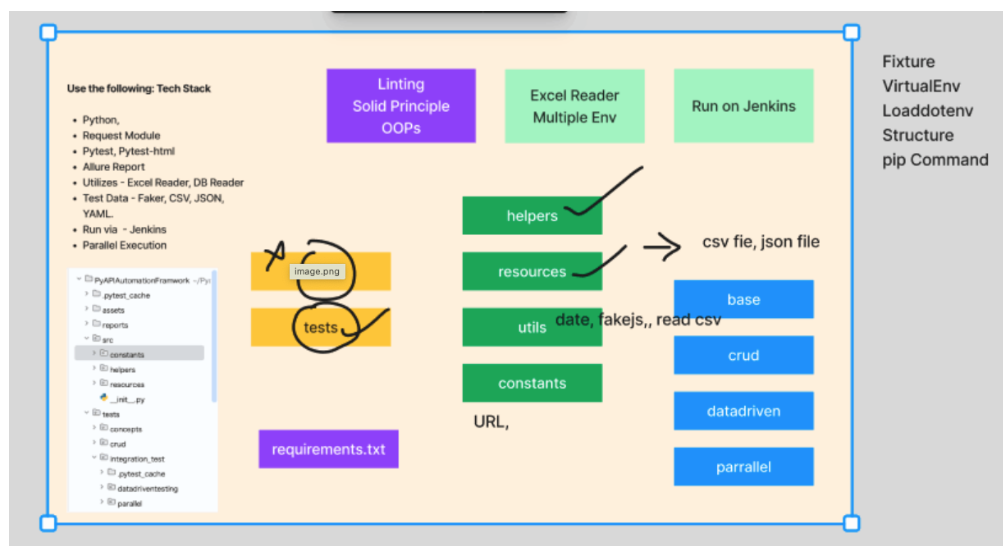 Use the following: Tech Stack
• Python,
• Request Module
• Pytest, Pytest-html
• Allure Report
• Utilizes - Excel Reader, DB Reader
• Test Data - Faker, CSV, JSON,
YAML.
• Run via - Jenkins
• Parallel Execution
Linting
Solid Principle
OOPs
Excel Reader
Multiple Env
Run on Jenkins
Fixture
VirtualEnv
Loaddotenv
Structure
pip Command
image.png
tests
helpers
resources
utils
constants
URL,
csv fie, json file
date, fakejs,, read csv
base
crud
datadriven
parrallel
requirements.txt
PyAPIAutomationFramwork ~/Py
.pytest_cache
assets
reports
src
constants
helpers
resources
__init__.py
tests
concepts
crud
integration_test
.pytest_cache
datadriventesting
parallel